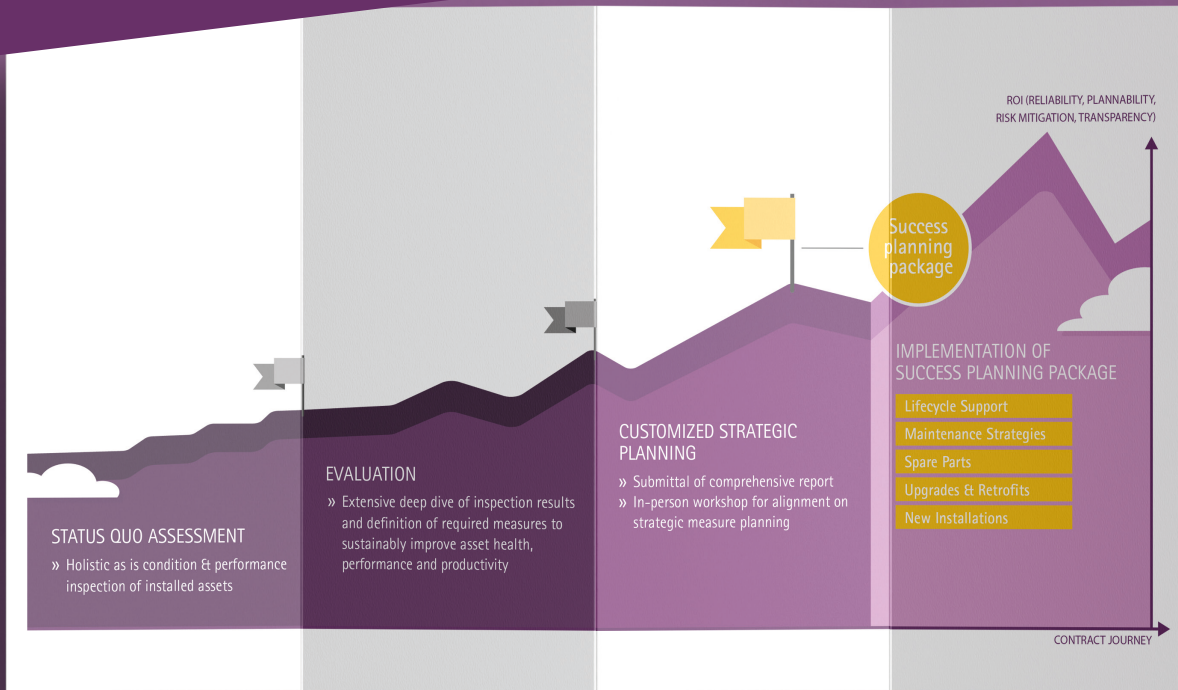 ROI (RELIABILITY, PLANNABILITY,
RISK MITIGATION, TRANSPARENCY)
Success
planning
package
STATUS QUO ASSESSMENT
» Holistic as is condition & performance
inspection of installed assets
EVALUATION
» Extensive deep dive of inspection results
and definition of required measures to
sustainably improve asset health,
performance and productivity
CUSTOMIZED STRATEGIC
PLANNING
» Submittal of comprehensive report
» In-person workshop for alignment on
strategic measure planning
IMPLEMENTATION OF
SUCCESS PLANNING PACKAGE
Lifecycle Support
Maintenance Strategies
Spare Parts
Upgrades & Retrofits
New Installations
CONTRACT JOURNEY